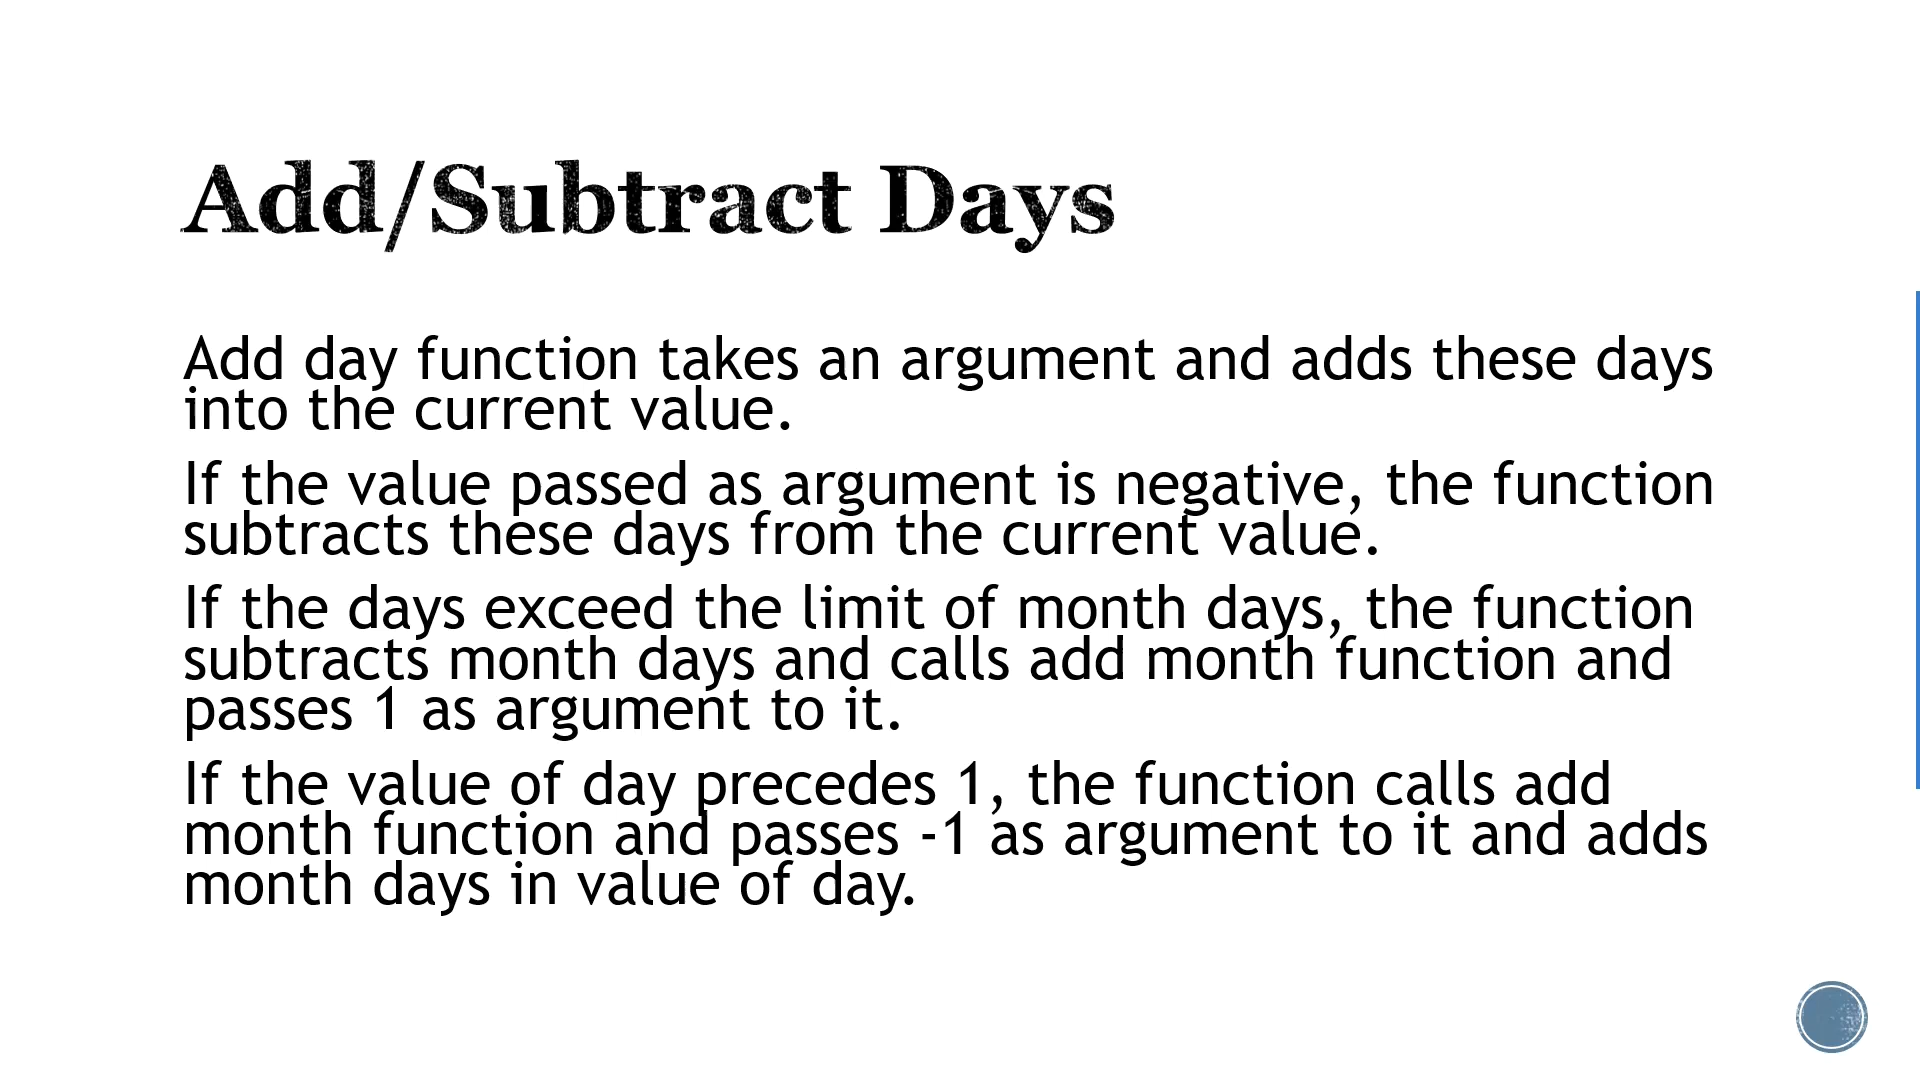 Add/Subtract Days
Add day function takes an argument and adds these days
into the current value.
If the value passed as argument is negative, the function
subtracts these days from the current value.
If the days exceed the limit of month days, the function
subtracts month days and calls add month function and
passes 1 as argument to it.
If the value of day precedes 1, the function calls add
month function and passes -1 as argument to it and adds
month days in value of day.